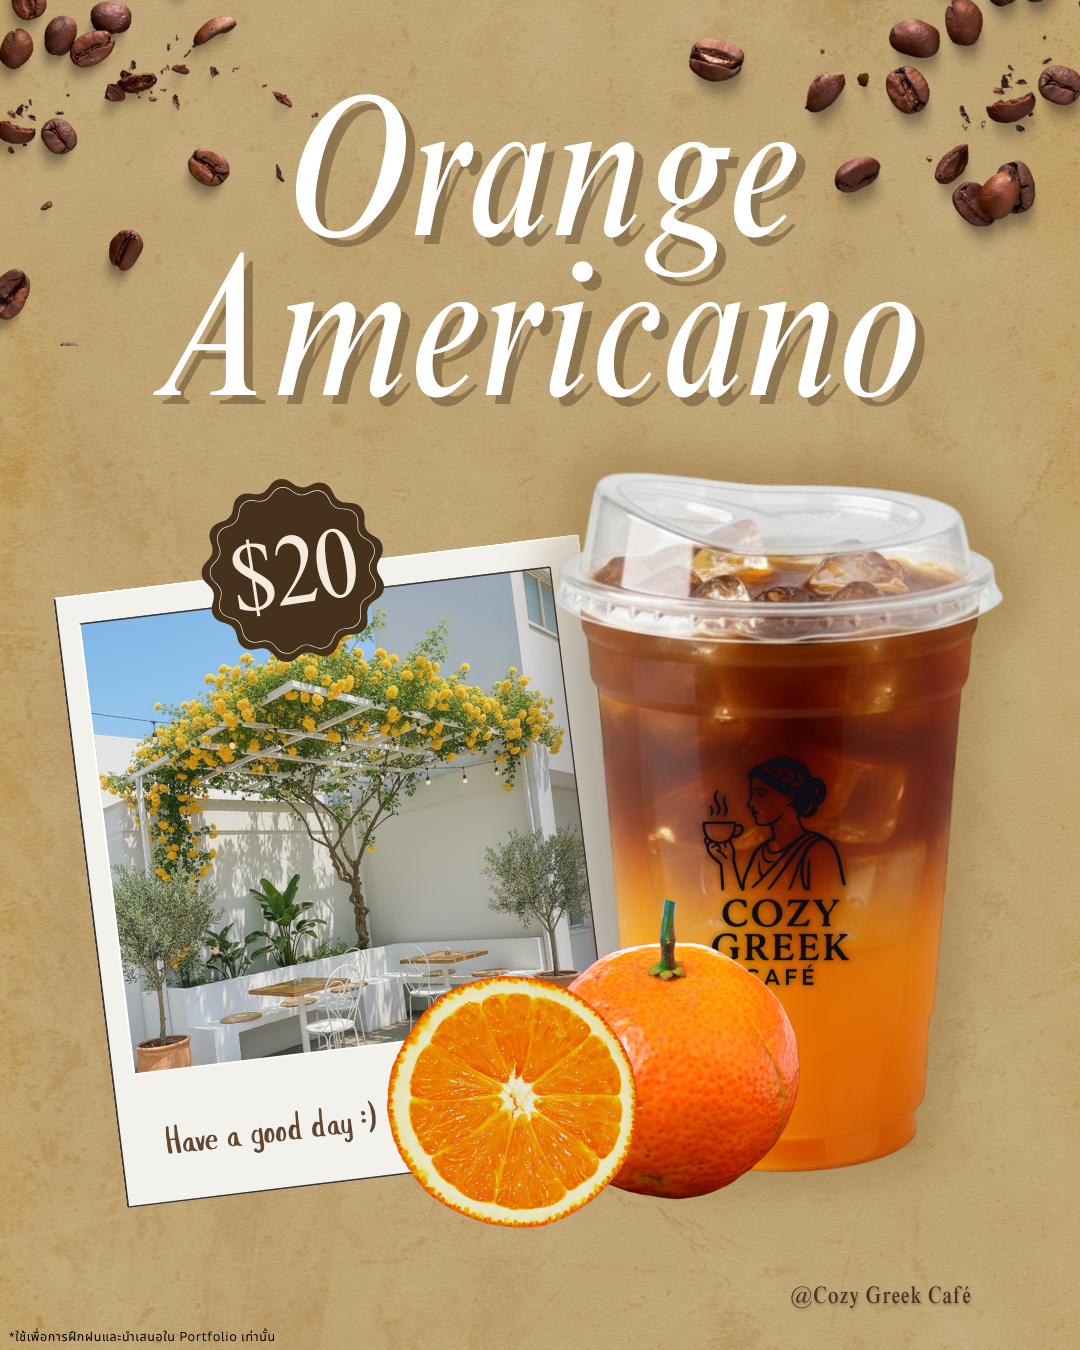 Orange
Americano
$20
COZY
GREEK
CAFÉ
Have a good day :)
@Cozy Greek Café
*ใช้เพื่อการฝึกฝนและนำเสนอใน Portfolio เท่านั้น